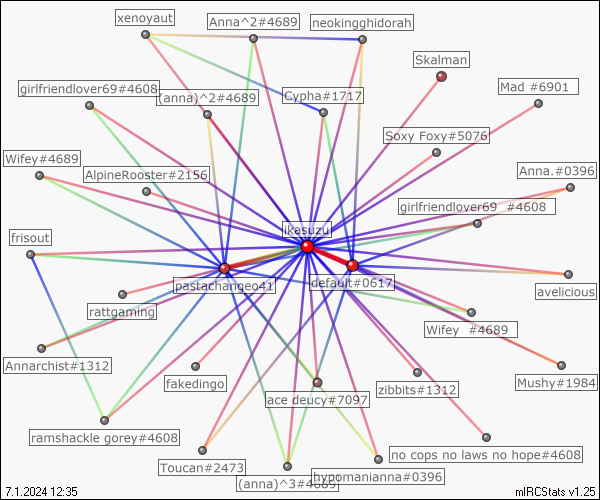 xenoyaut
Anna^2#4689
neokingghidorah
Skalman
girlfriendlover69#4608
(anna)^2#4689
Cypha#1717
Mad #6901
Soxy Foxy#5076
Wifey#4689
AlpineRooster#2156
Anna.#0396
girlfriendlover69 #4608
ikasuzu
frisout
pastachangeo41
default#0617
avelicious
rattgaming
Wifey #4689
Annarchist#1312
fakedingo
zibbits#1312
Mushy#1984
ace deucy#7097
ramshackle gorey#4608
no cops no laws no hope#4608
Toucan#2473
(anna)^3#4689
hypomanianna#0396
7.1.2024 12:35
mIRCStats v1.25